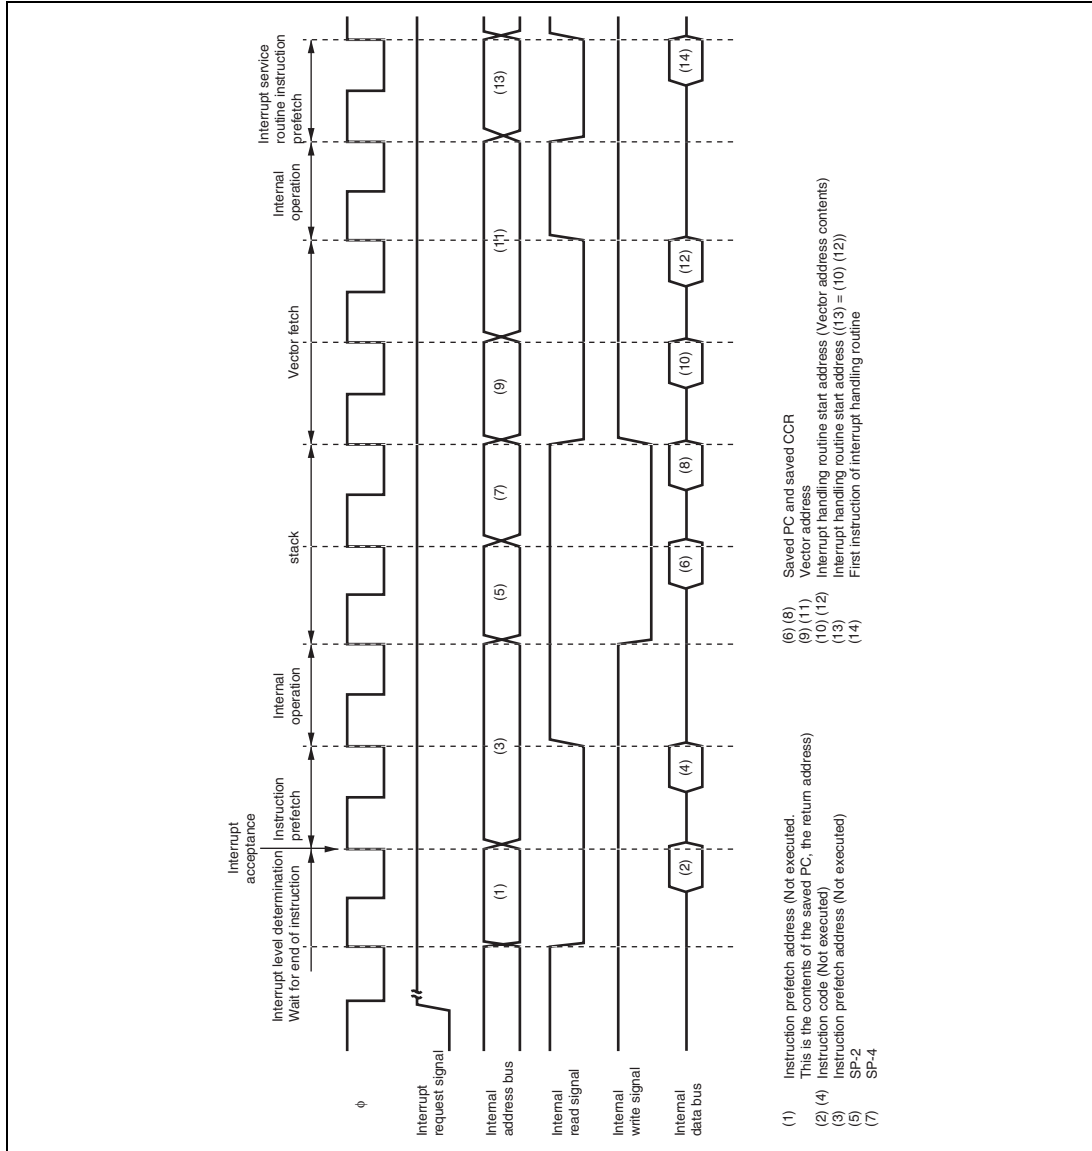 Interrupt
acceptance
Interrupt level determination
Wait for end of instruction
Instruction
prefetch
Internal
operation
stack
Vector fetch
Internal
operation
Interrupt service
routine instruction
prefetch
φ
Interrupt
request signal
Internal
address bus
(1)
(3)
(5)
(7)
(9)
(11)
(13)
Internal
read signal
Internal
write signal
Internal
data bus
(2)
(4)
(6)
(8)
(10)
(12)
(14)
(1) Instruction prefetch address (Not executed.
This is the contents of the saved PC, the return address)
(2) (4) Instruction code (Not executed)
(3) Instruction prefetch address (Not executed)
(5) SP-2
(7) SP-4
(6) (8) Saved PC and saved CCR
(9) (11) Vector address
(10) (12) Interrupt handling routine start address (Vector address contents)
(13) Interrupt handling routine start address ((13) = (10) (12))
(14) First instruction of interrupt handling routine